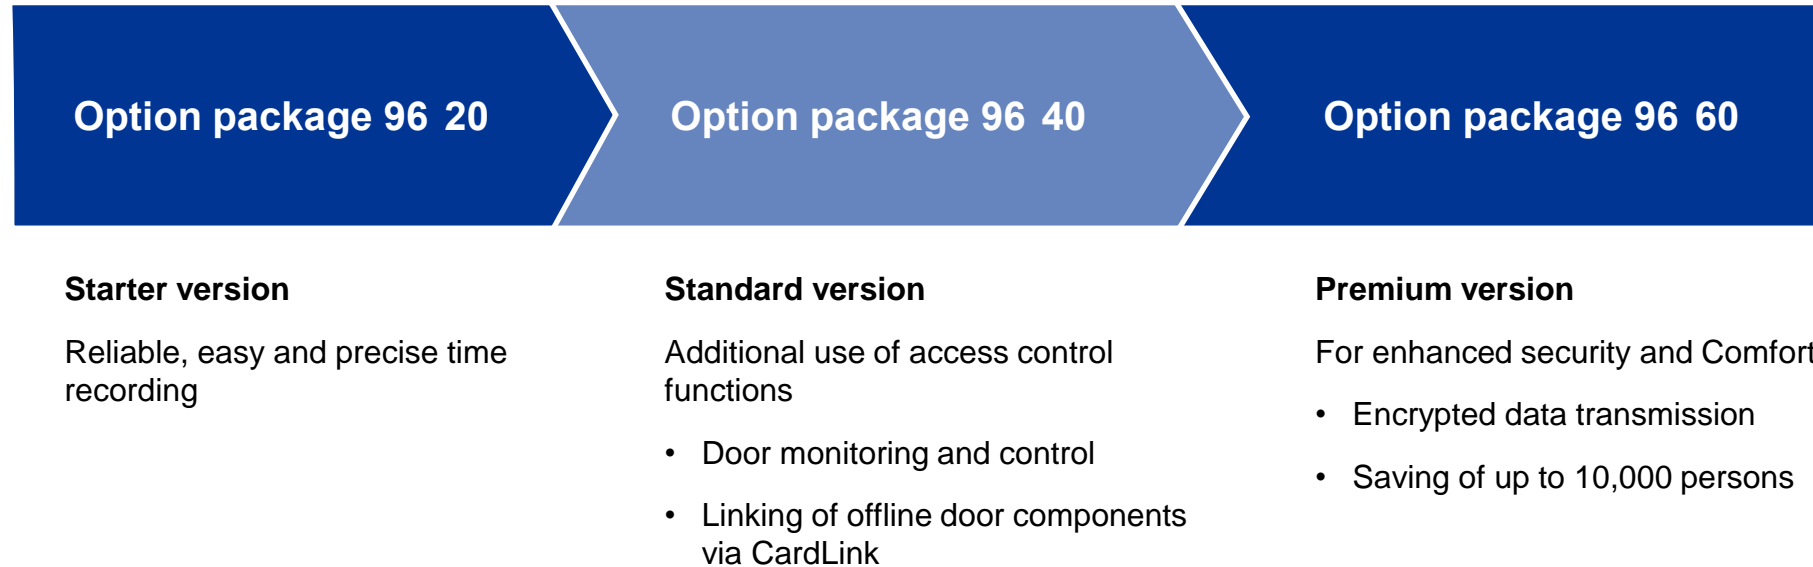 Option package 96 20
Option package 96 40
Option package 96 60
Starter version
Reliable, easy and precise time
recording
Standard version
Additional use of access control
functions
• Door monitoring and control
• Linking of offline door components
via CardLink
Premium version
For enhanced security and Comfort
• Encrypted data transmission
• Saving of up to 10,000 persons